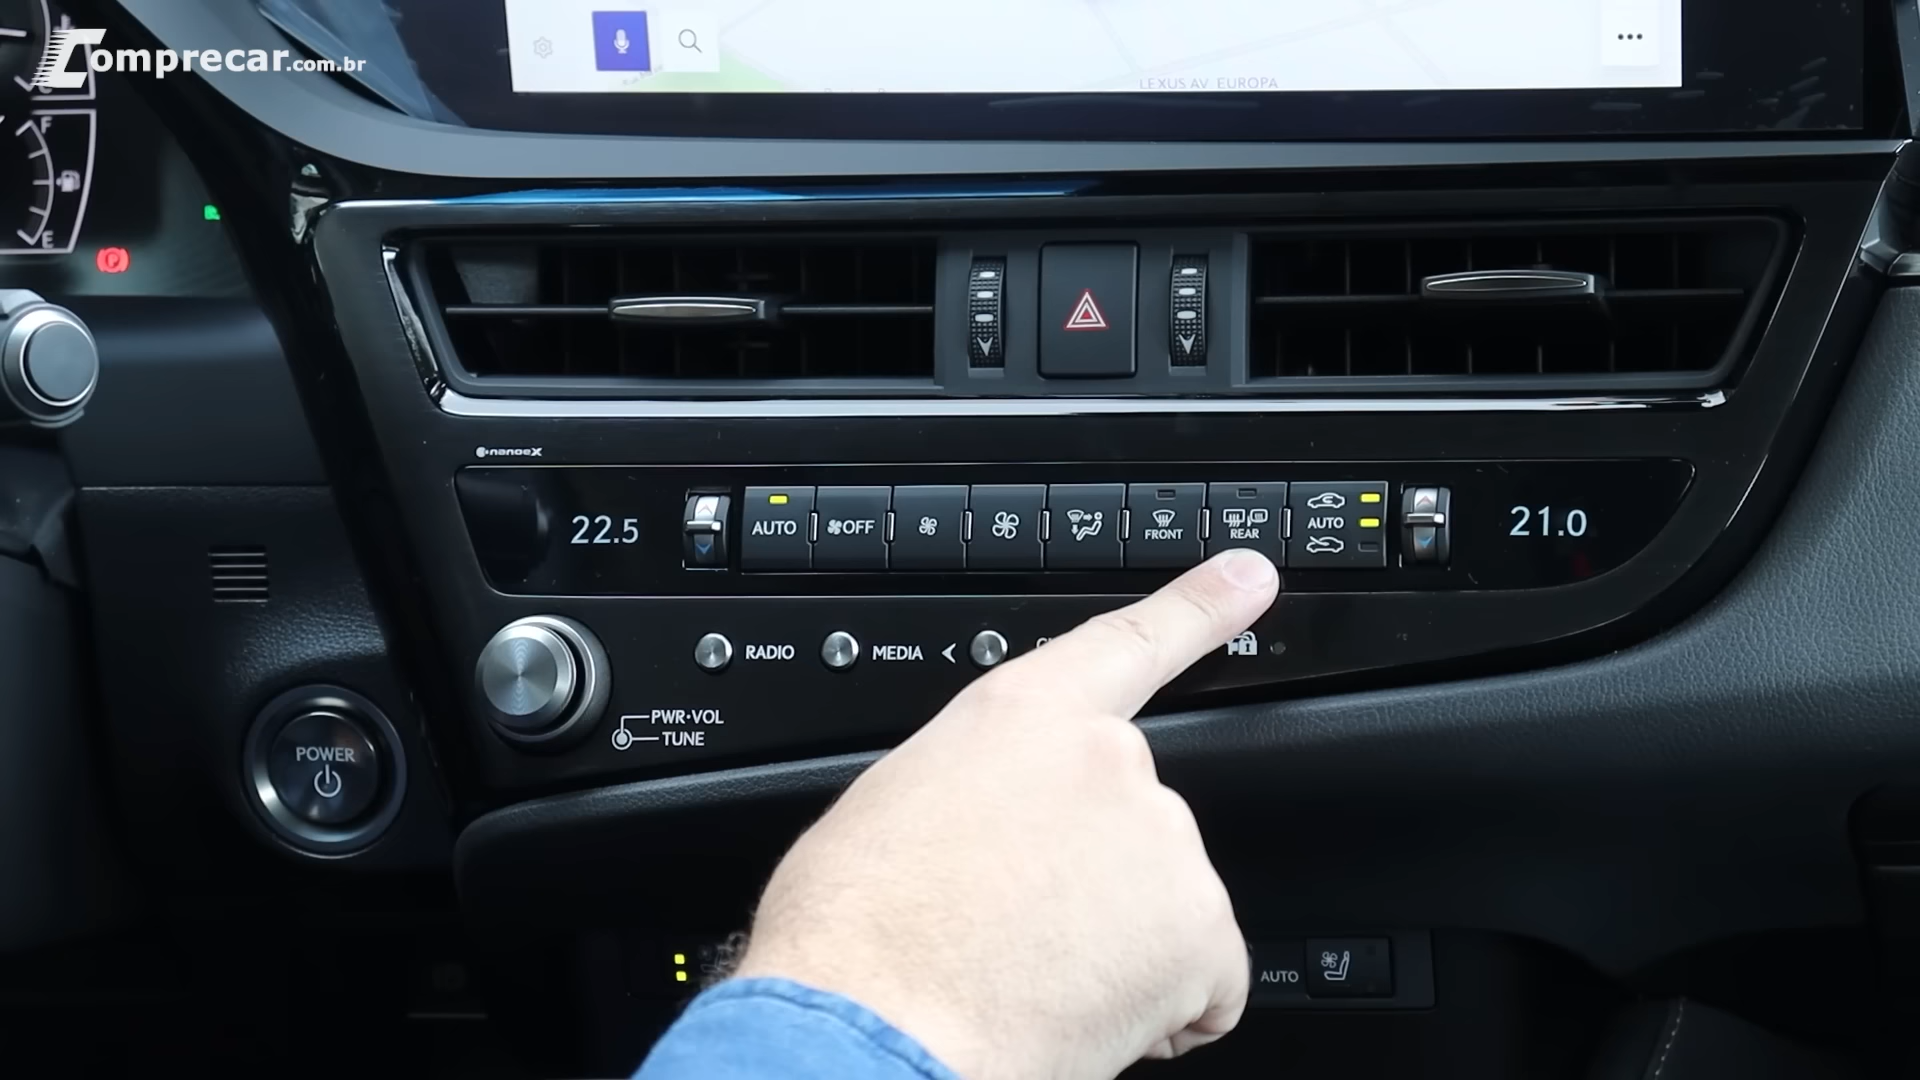 Comprecar.com.br
LEXUS AV. EUROPA
F
E
P
nanoeX
22.5
AUTO
OFF
FRONT
REAR
AUTO
21.0
RADIO
MEDIA
PWR·VOL
TUNE
POWER
AUTO